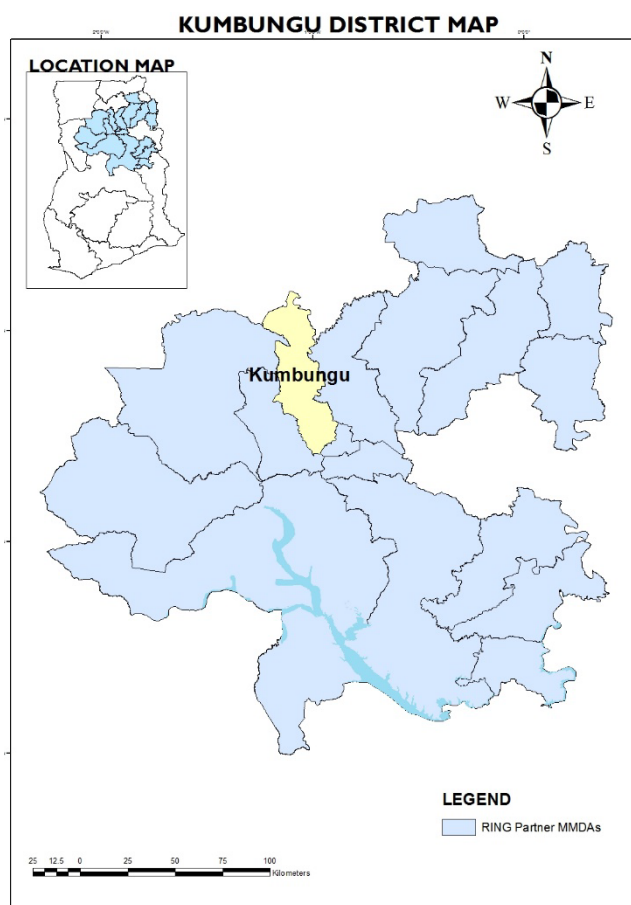 KUMBUNGU DISTRICT MAP
LOCATION MAP
N
W E
S
Kumbungu
LEGEND
RING Partner MMDAs
25 12.5 0 25 50 75 100
Kilometers